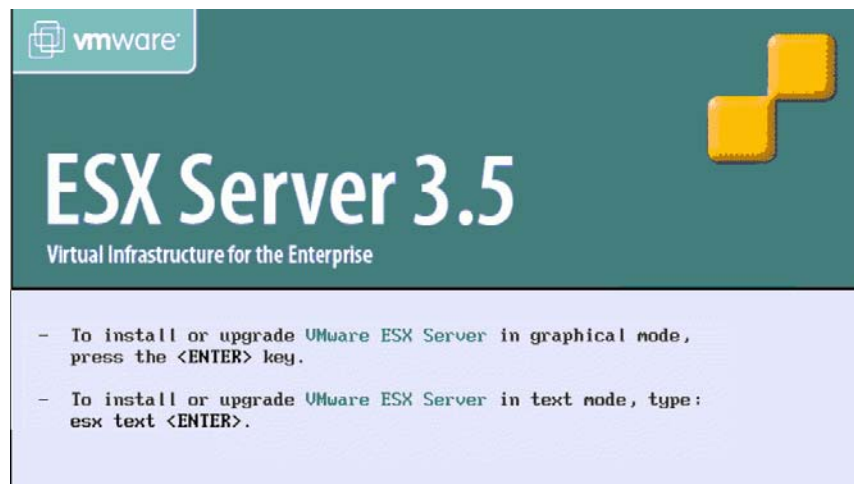 vmware
ESX Server 3.5
Virtual Infrastructure for the Enterprise
- To install or upgrade VMware ESX Server in graphical mode,
press the <ENTER> key.
- To install or upgrade VMware ESX Server in text mode, type:
esx text <ENTER>.